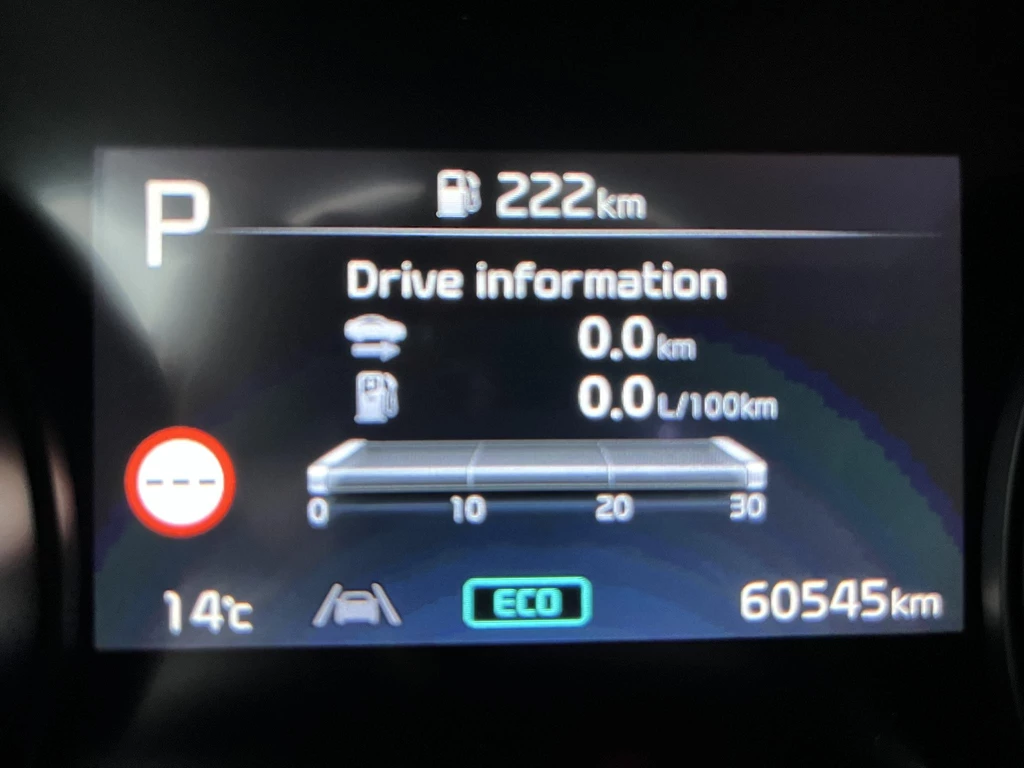 P
222km
Drive information
0.0km
0.0L/100km
---
0 10 20 30
14°C ECO 60545km